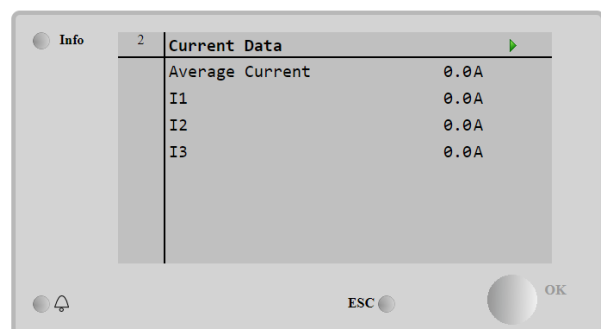 Info
2 Current Data
Average Current 0.0A
I1 0.0A
I2 0.0A
I3 0.0A
ESC
OK